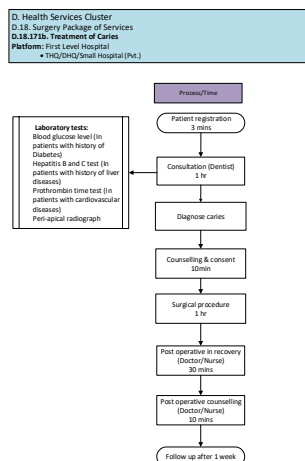 D. Health Services Cluster
D.18. Surgery Package of Services
D.18.171b. Treatment of Caries
Platform: First Level Hospital
• THQ/DHQ/Small Hospital (Pvt.)
Process/Time
Patient registration
3 mins
Laboratory tests:
Blood glucose level (In
patients with history of
Diabetes)
Hepatitis B and C test (In
patients with history of liver
diseases)
Prothrombin time test (In
patients with cardiovascular
diseases)
Peri-apical radiograph
Consultation (Dentist)
1 hr
Diagnose caries
Counselling & consent
10min
Surgical procedure
1 hr
Post operative in recovery
(Doctor/Nurse)
30 mins
Post operative counselling
(Doctor/Nurse)
10 mins
Follow up after 1 week